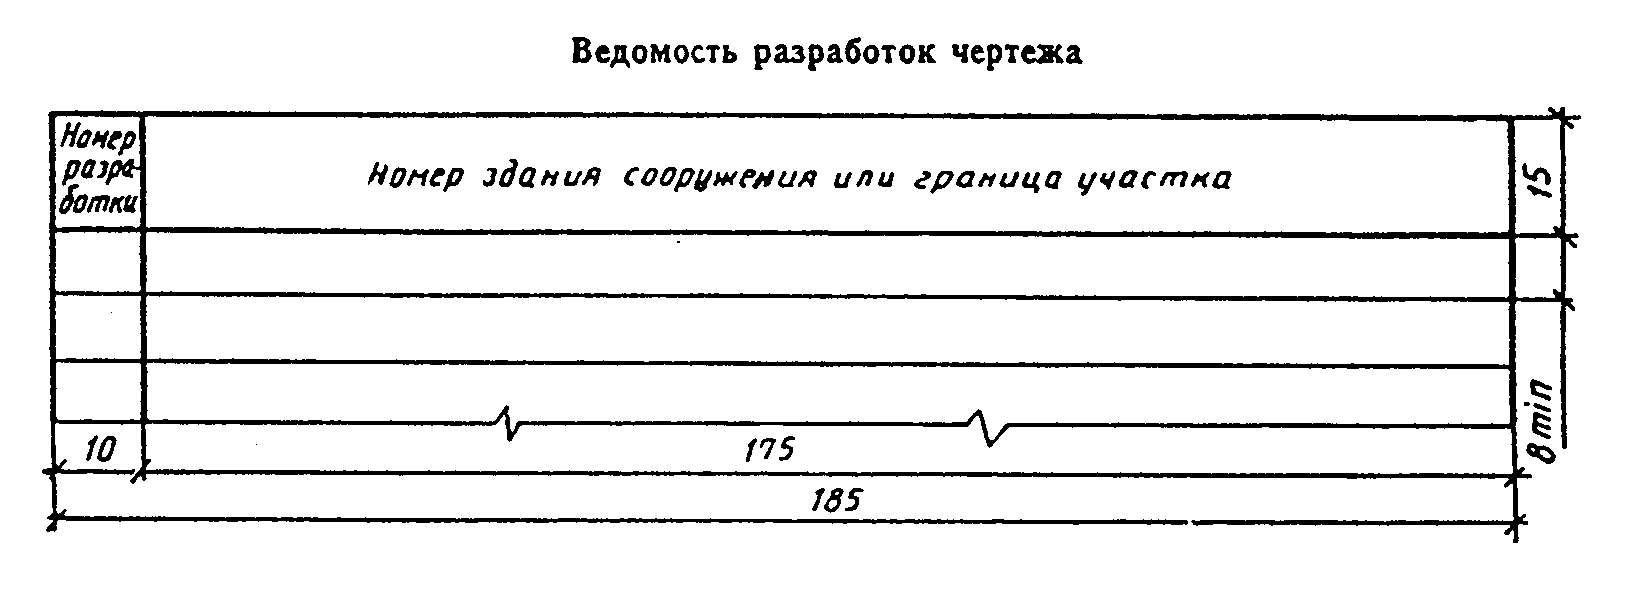 Ведомость разработок чертежа
Номер
разра-
ботки
Номер здания сооружения или граница участка
15
8 min
10
175
185